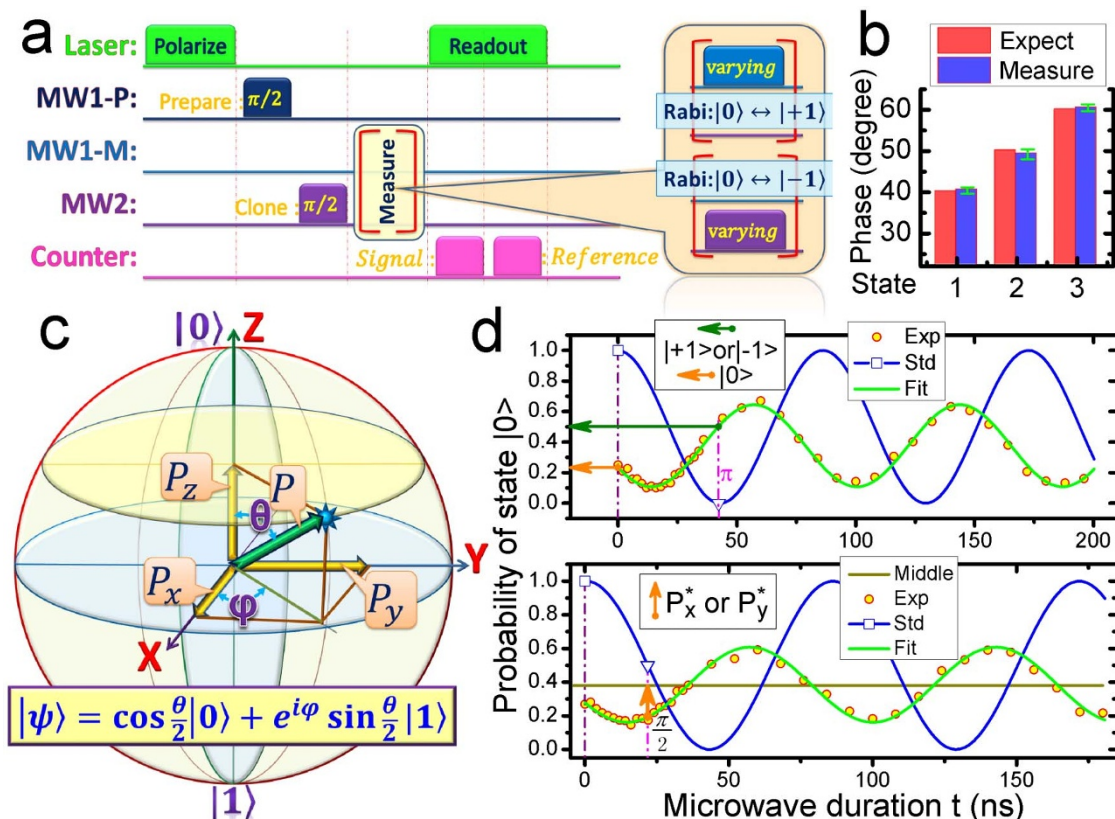 a
Laser: Polarize Readout
MW1-P: Prepare : π/2
MW1-M:
MW2: Clone : π/2
Measure
Counter: Signal : : Reference
varying
Rabi:|0⟩ ↔ |+1⟩
Rabi:|0⟩ ↔ |−1⟩
varying
b
Expect
Measure
Phase (degree)
60
50
40
30
State 1 2 3
c
|0⟩ Z
P_z P θ
Y
P_x φ P_y
X
|ψ⟩ = cos θ/2 |0⟩ + e^{iφ} sin θ/2 |1⟩
|1⟩
d
Probability of state |0>
|+1>or|-1>
|0>
Exp
Std
Fit
1.0
0.8
0.6
0.4
0.2
0.0
π
0 50 100 150 200
P*_x or P*_y
Middle
Exp
Std
Fit
1.0
0.8
0.6
0.4
0.2
0.0
π/2
0 50 100 150
Microwave duration t (ns)